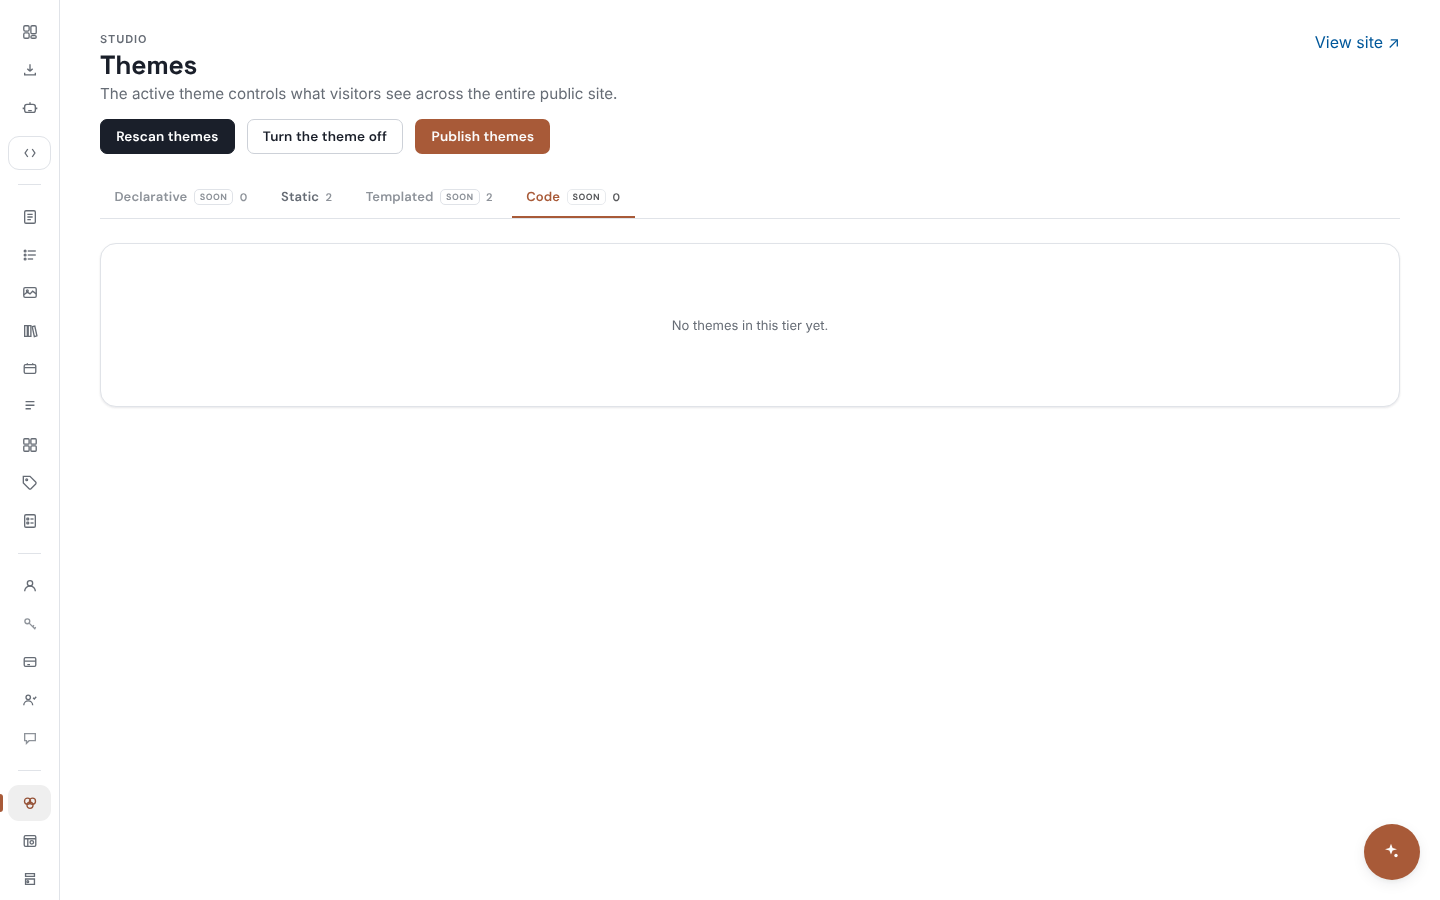 STUDIO
Themes
View site ↗
The active theme controls what visitors see across the entire public site.
Rescan themes Turn the theme off Publish themes
Declarative SOON 0 Static 2 Templated SOON 2 Code SOON 0
No themes in this tier yet.